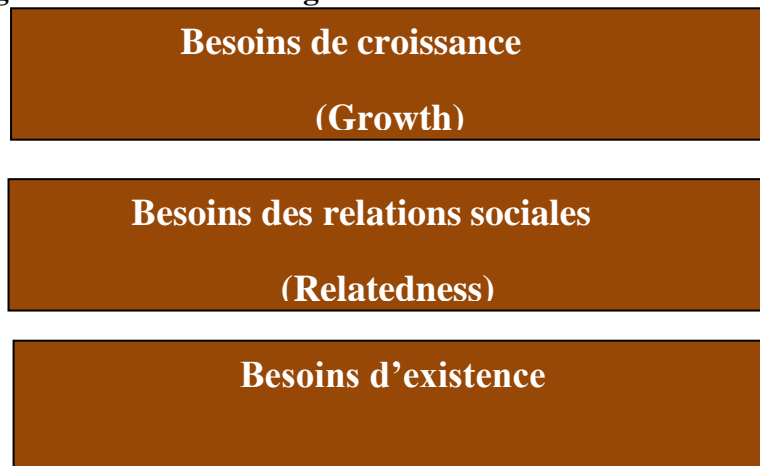 Besoins de croissance
(Growth)
Besoins des relations sociales
(Relatedness)
Besoins d’existence